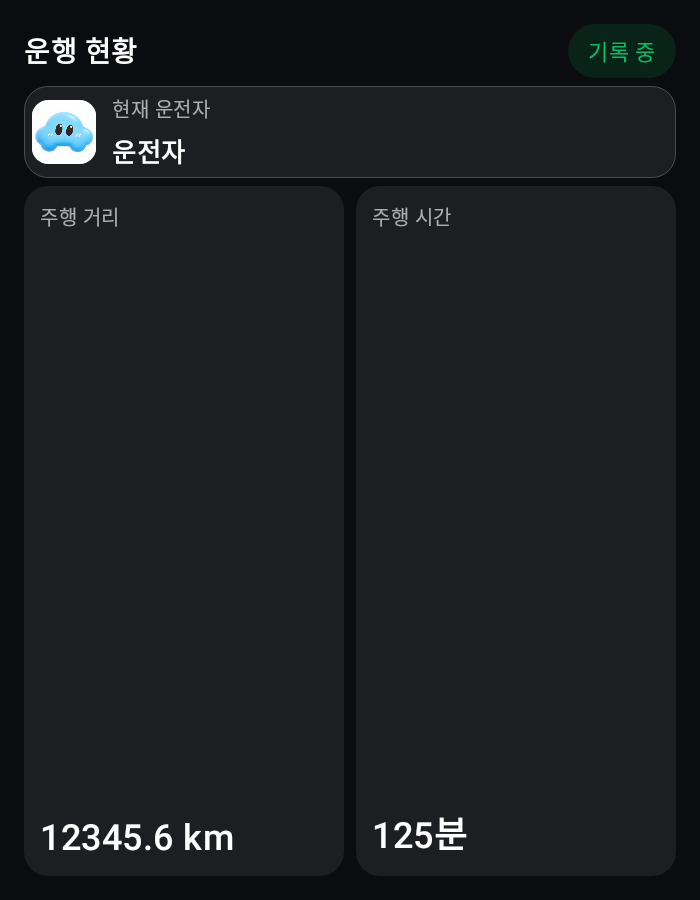 운행 현황
기록 중
현재 운전자
운전자
주행 거리
주행 시간
12345.6 km
125분